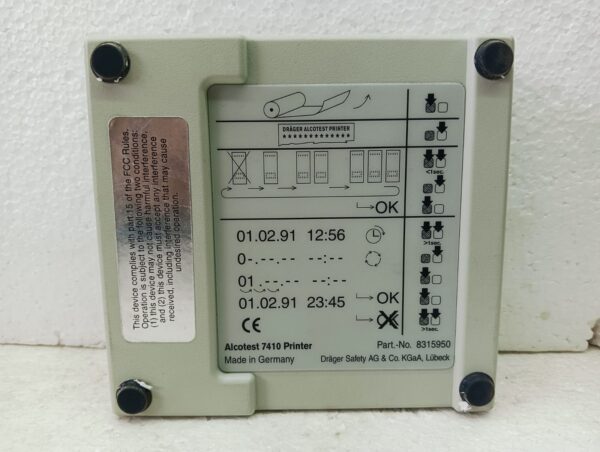 This device complies with part 15 of the FCC Rules.
Operation is subject to the following two conditions:
(1) this device may not cause harmful interference,
and (2) this device must accept any interference
received, including interference that may cause
undesired operation.
DRÄGER ALCOTEST PRINTER
************
<1sec.
OK
01.02.91 12:56
>1sec.
0-.--.-- --:--
01.--.-- --:--
01.02.91 23:45
OK
OK
>1sec.
CE
Alcotest 7410 Printer
Part.-No. 8315950
Made in Germany
Dräger Safety AG & Co. KGaA, Lübeck